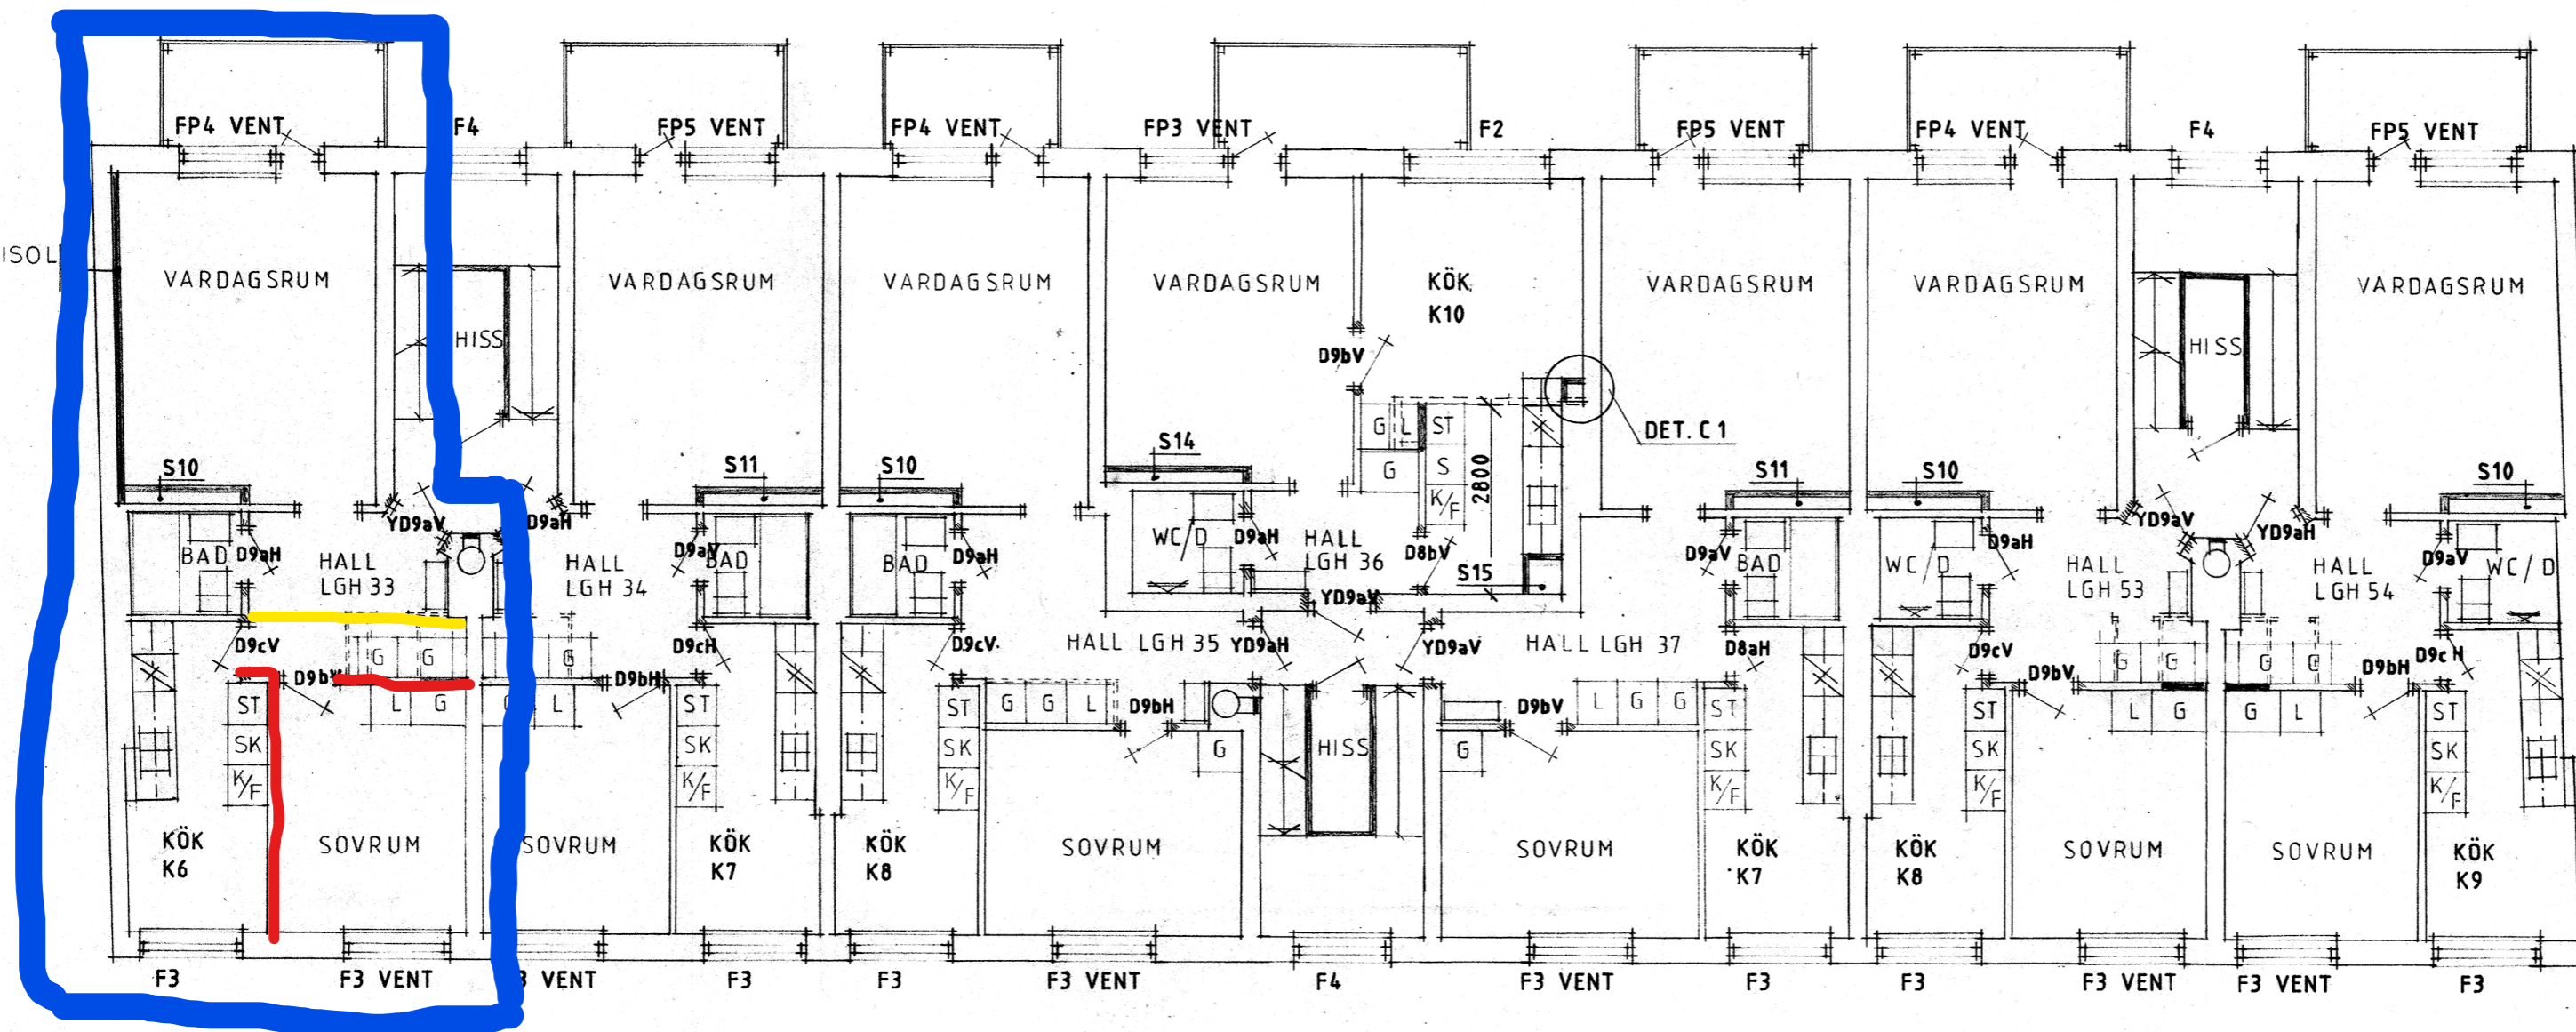 FP4 VENT
F4
FP5 VENT
FP4 VENT
FP3 VENT
F2
FP5 VENT
FP4 VENT
F4
FP5 VENT
ISOL
VARDAGSRUM
VARDAGSRUM
VARDAGSRUM
VARDAGSRUM
KÖK
K10
VARDAGSRUM
VARDAGSRUM
VARDAGSRUM
HISS
D9bV
HISS
G L ST
DET. C 1
S10
S11
S10
S14
G S
2800
S11
S10
S10
K/F
YD9aV
D9aH
YD9aV
YD9aH
BAD
D9aH
HALL
LGH 33
HALL
LGH 34
D9aV
BAD
BAD
D9aH
WC/D
D9aH
HALL
LGH 36
D8bV
S15
D9aV
BAD
WC/D
D9aH
HALL
LGH 53
HALL
LGH 54
D9aV
WC/D
YD9aV
D9cV
G G
G
D9cH
D9cV
HALL LGH 35
YD9aH
YD9aV
HALL LGH 37
D8aH
D9cV
G G
G G
D9cH
D9bV
D9bH
D9bV
D9bH
ST
L G
L
ST
ST
G G L
D9bH
D9bV
L G G
ST
ST
L G
G L
ST
SK
SK
SK
G
HISS
G
SK
SK
SK
K/F
K/F
K/F
K/F
K/F
K/F
KÖK
K6
SOVRUM
SOVRUM
KÖK
K7
KÖK
K8
SOVRUM
SOVRUM
KÖK
K7
KÖK
K8
SOVRUM
SOVRUM
KÖK
K9
F3
F3 VENT
VENT
F3
F3
F3 VENT
F4
F3 VENT
F3
F3
F3 VENT
F3 VENT
F3